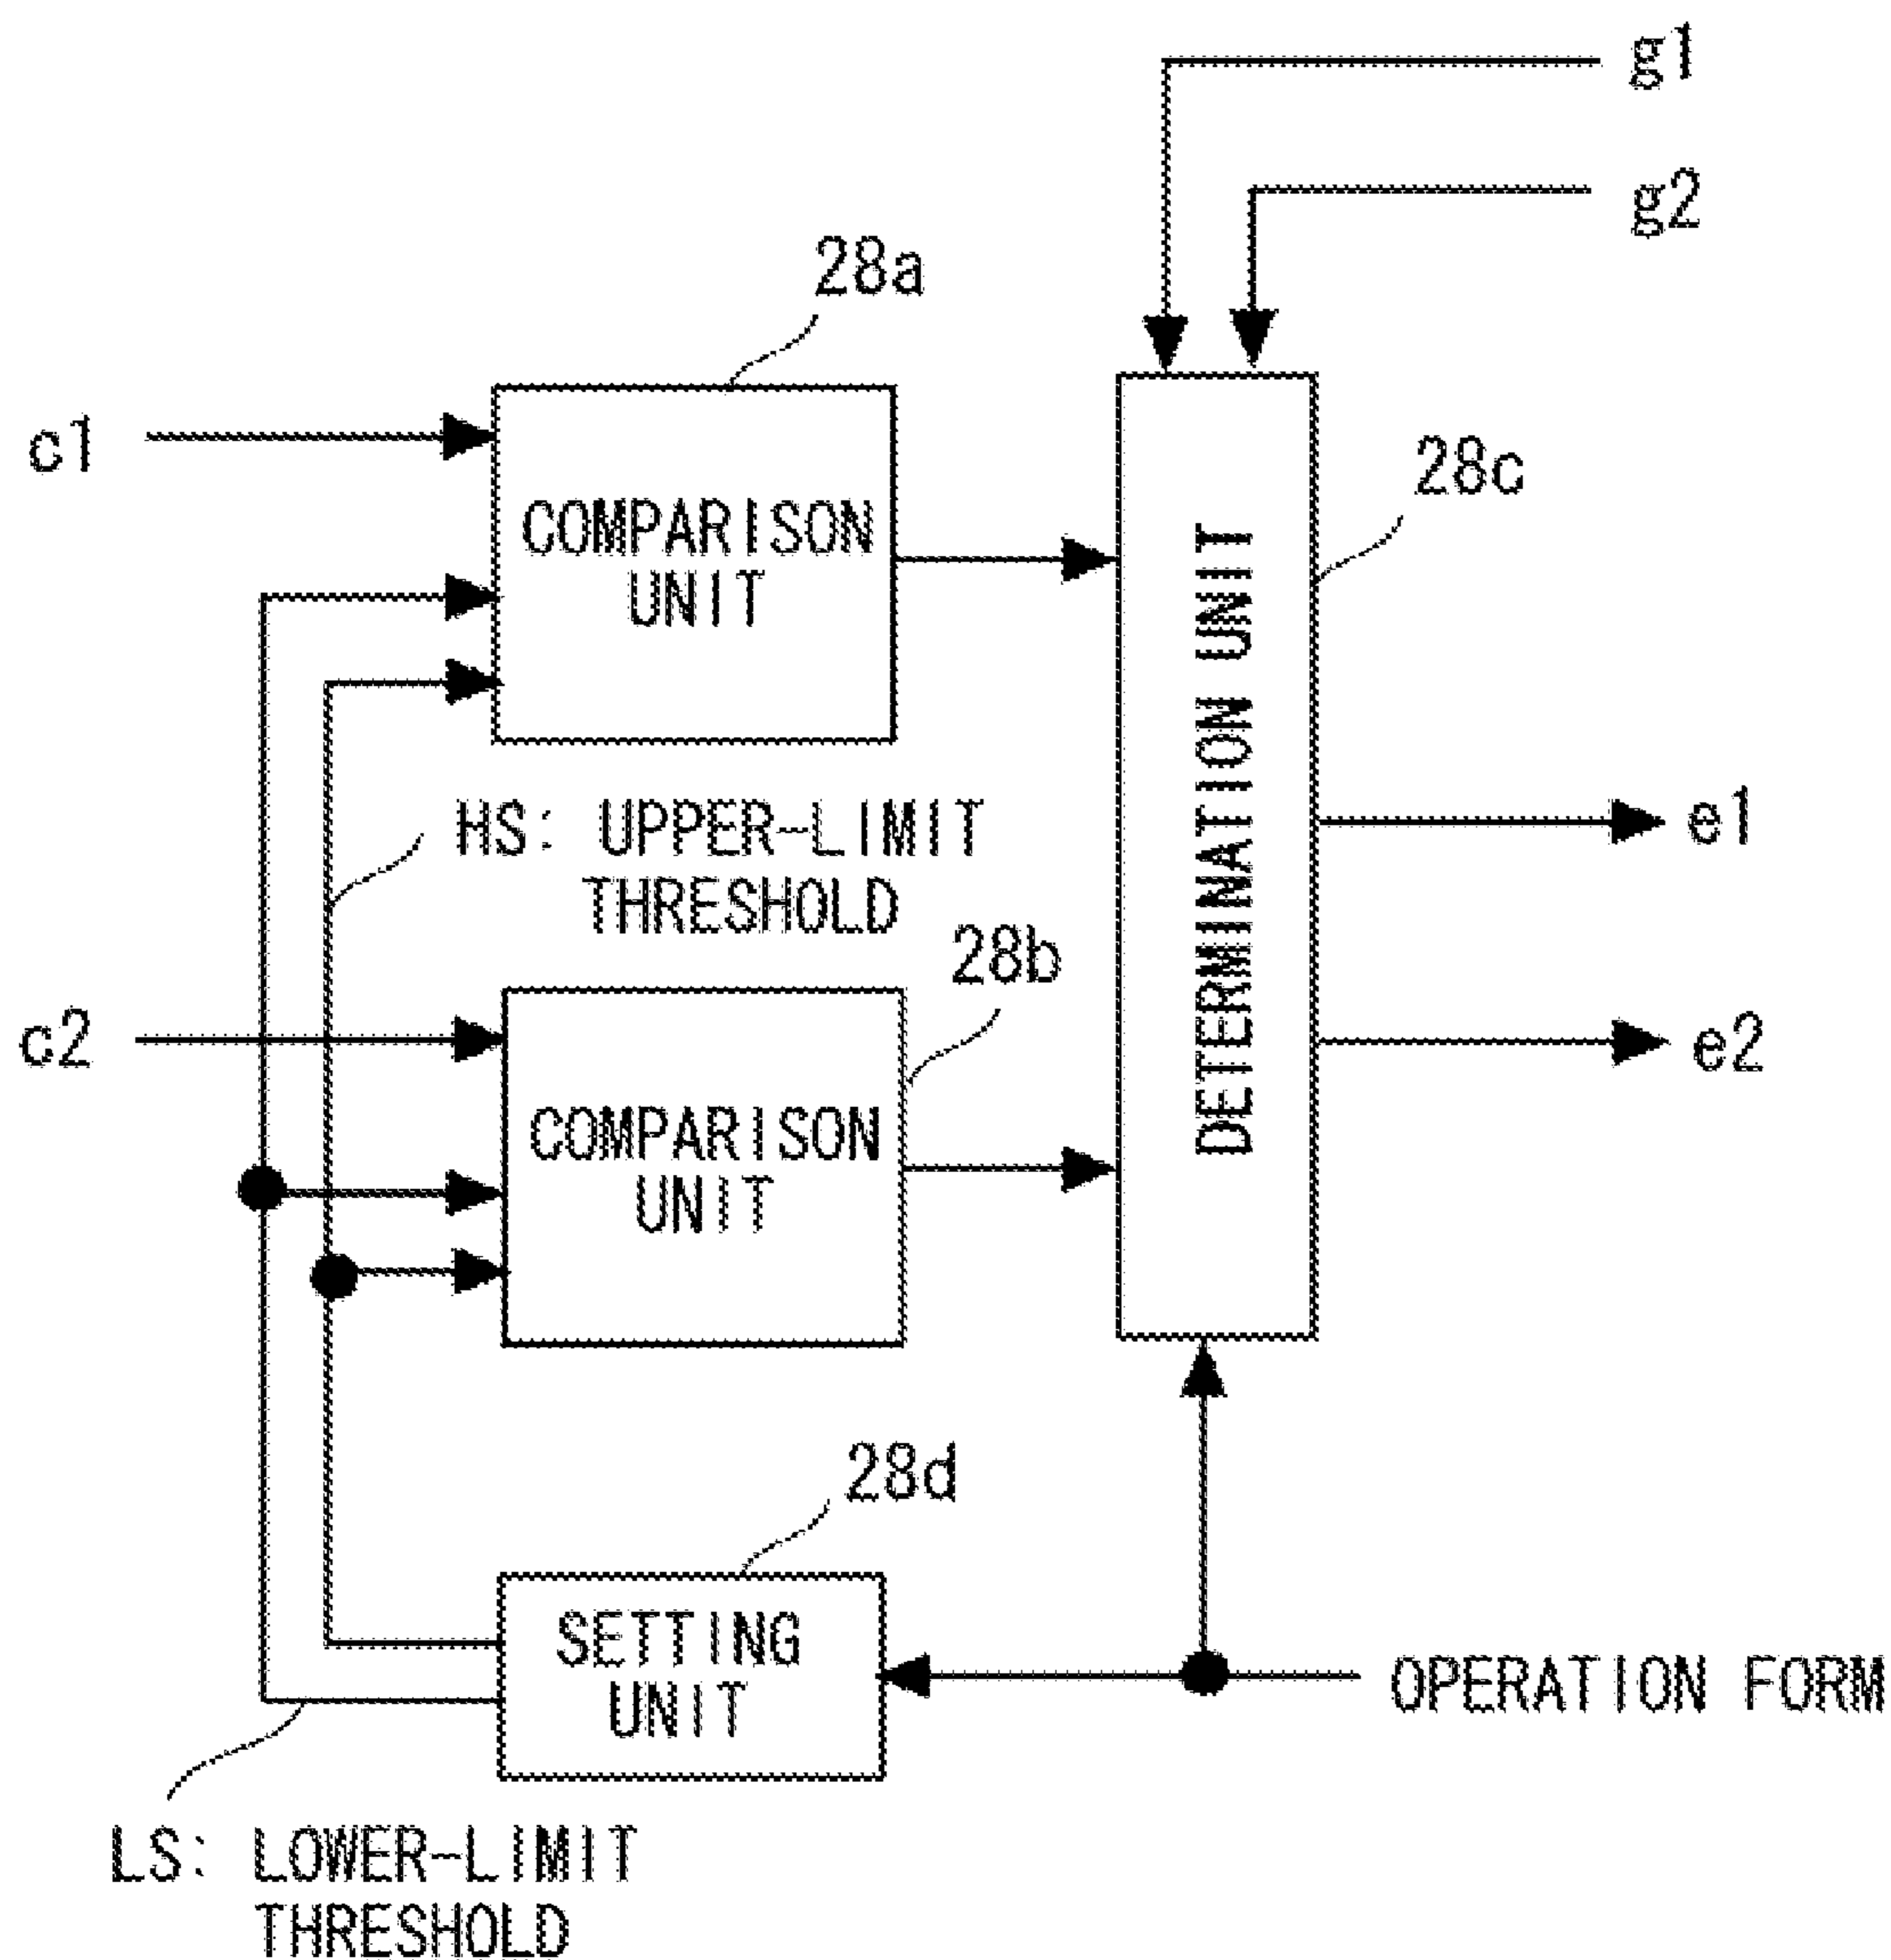 g1
g2
28a
c1
28c
COMPARISON
UNIT
DETERMINATION UNIT
HS: UPPER-LIMIT
THRESHOLD
e1
28b
c2
e2
COMPARISON
UNIT
28d
SETTING
UNIT
OPERATION FORM
LS: LOWER-LIMIT
THRESHOLD